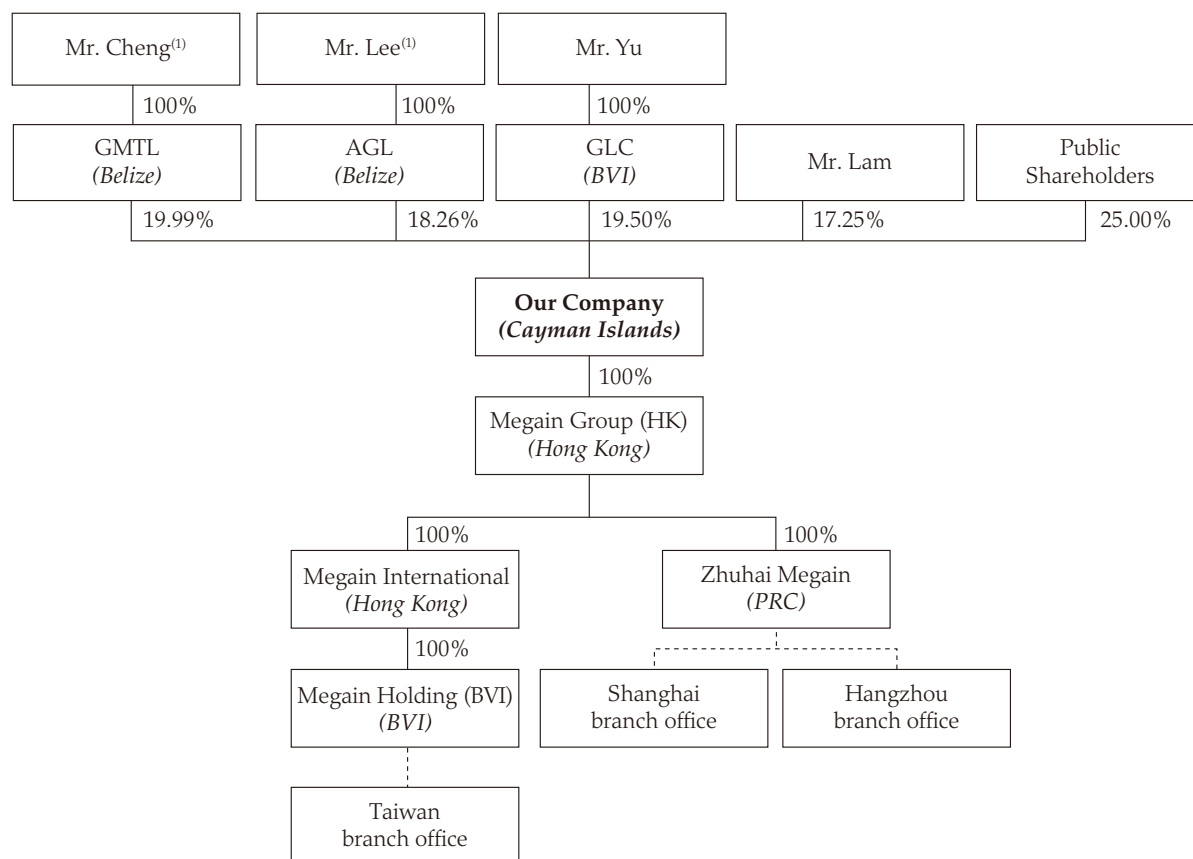 Mr. Cheng(1)
Mr. Lee(1)
Mr. Yu
100%
100%
100%
GMTL
(Belize)
AGL
(Belize)
GLC
(BVI)
Mr. Lam
Public
Shareholders
19.99%
18.26%
19.50%
17.25%
25.00%
Our Company
(Cayman Islands)
100%
Megain Group (HK)
(Hong Kong)
100%
100%
Megain International
(Hong Kong)
Zhuhai Megain
(PRC)
100%
Megain Holding (BVI)
(BVI)
Shanghai
branch office
Hangzhou
branch office
Taiwan
branch office